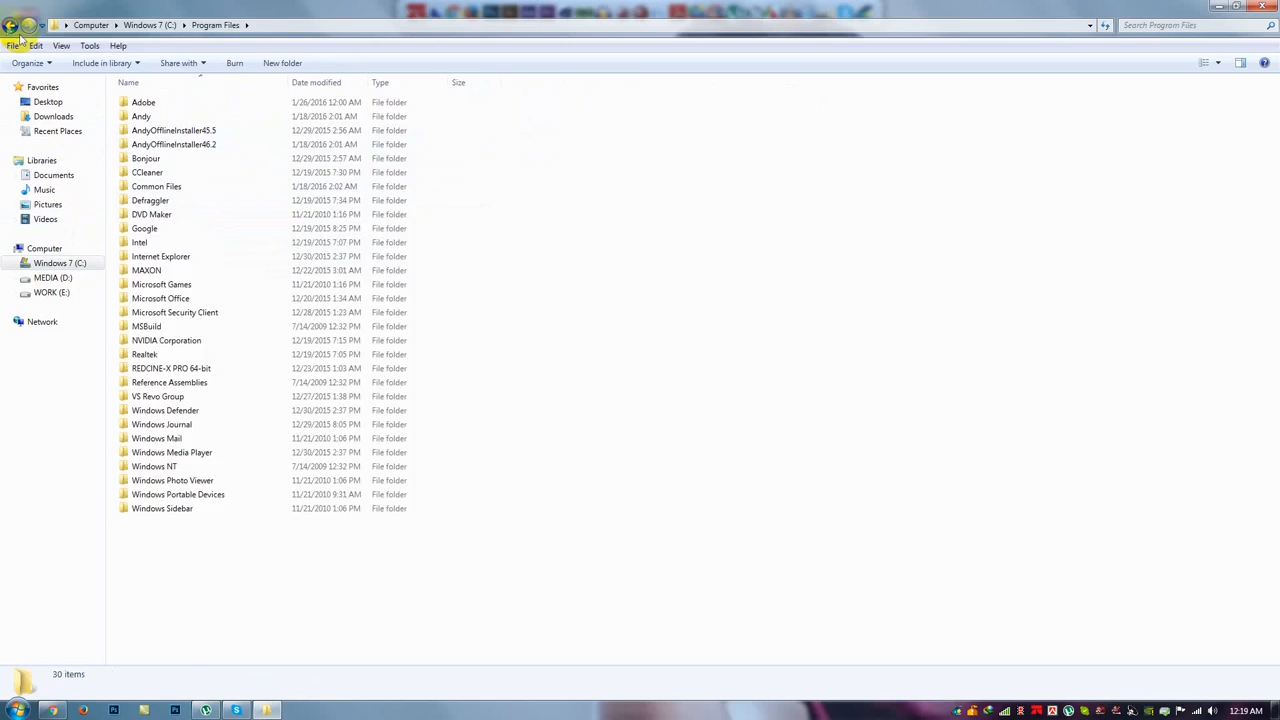 Computer Windows 7 (C:) Program Files
Search Program Files
File Edit View Tools Help
Organize Include in library Share with Burn New folder
Name Date modified Type Size
Favorites
Desktop
Downloads
Recent Places
Libraries
Documents
Music
Pictures
Videos
Computer
Windows 7 (C:)
MEDIA (D:)
WORK (E:)
Network
Adobe 1/26/2016 12:00 AM File folder
Andy 1/18/2016 2:01 AM File folder
AndyOfflineInstaller45.5 12/29/2015 2:56 AM File folder
AndyOfflineInstaller46.2 1/18/2016 2:01 AM File folder
Bonjour 12/29/2015 2:57 AM File folder
CCleaner 12/19/2015 7:30 PM File folder
Common Files 1/18/2016 2:02 AM File folder
Defraggler 12/19/2015 7:34 PM File folder
DVD Maker 11/21/2010 1:16 PM File folder
Google 12/19/2015 8:25 PM File folder
Intel 12/19/2015 7:07 PM File folder
Internet Explorer 12/30/2015 2:37 PM File folder
MAXON 12/22/2015 3:01 AM File folder
Microsoft Games 11/21/2010 1:16 PM File folder
Microsoft Office 12/20/2015 1:34 AM File folder
Microsoft Security Client 12/28/2015 1:23 AM File folder
MSBuild 7/14/2009 12:32 PM File folder
NVIDIA Corporation 12/19/2015 7:15 PM File folder
Realtek 12/19/2015 7:05 PM File folder
REDCINE-X PRO 64-bit 12/23/2015 1:03 AM File folder
Reference Assemblies 7/14/2009 12:32 PM File folder
VS Revo Group 12/27/2015 1:38 PM File folder
Windows Defender 12/30/2015 2:37 PM File folder
Windows Journal 12/29/2015 8:05 PM File folder
Windows Mail 11/21/2010 1:06 PM File folder
Windows Media Player 12/30/2015 2:37 PM File folder
Windows NT 7/14/2009 12:32 PM File folder
Windows Photo Viewer 11/21/2010 1:06 PM File folder
Windows Portable Devices 11/21/2010 9:31 AM File folder
Windows Sidebar 11/21/2010 1:06 PM File folder
30 items
12:19 AM